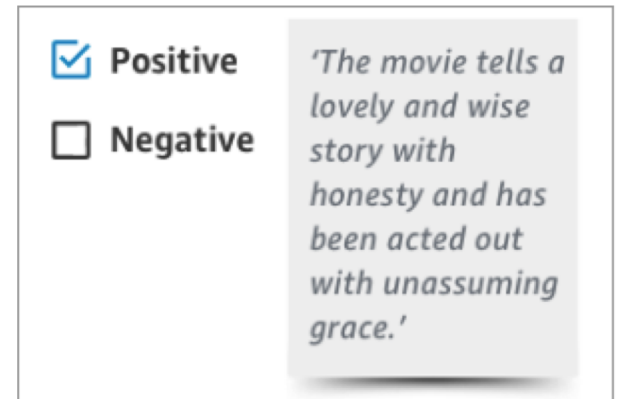 Positive
Negative
‘The movie tells a
lovely and wise
story with
honesty and has
been acted out
with unassuming
grace.’